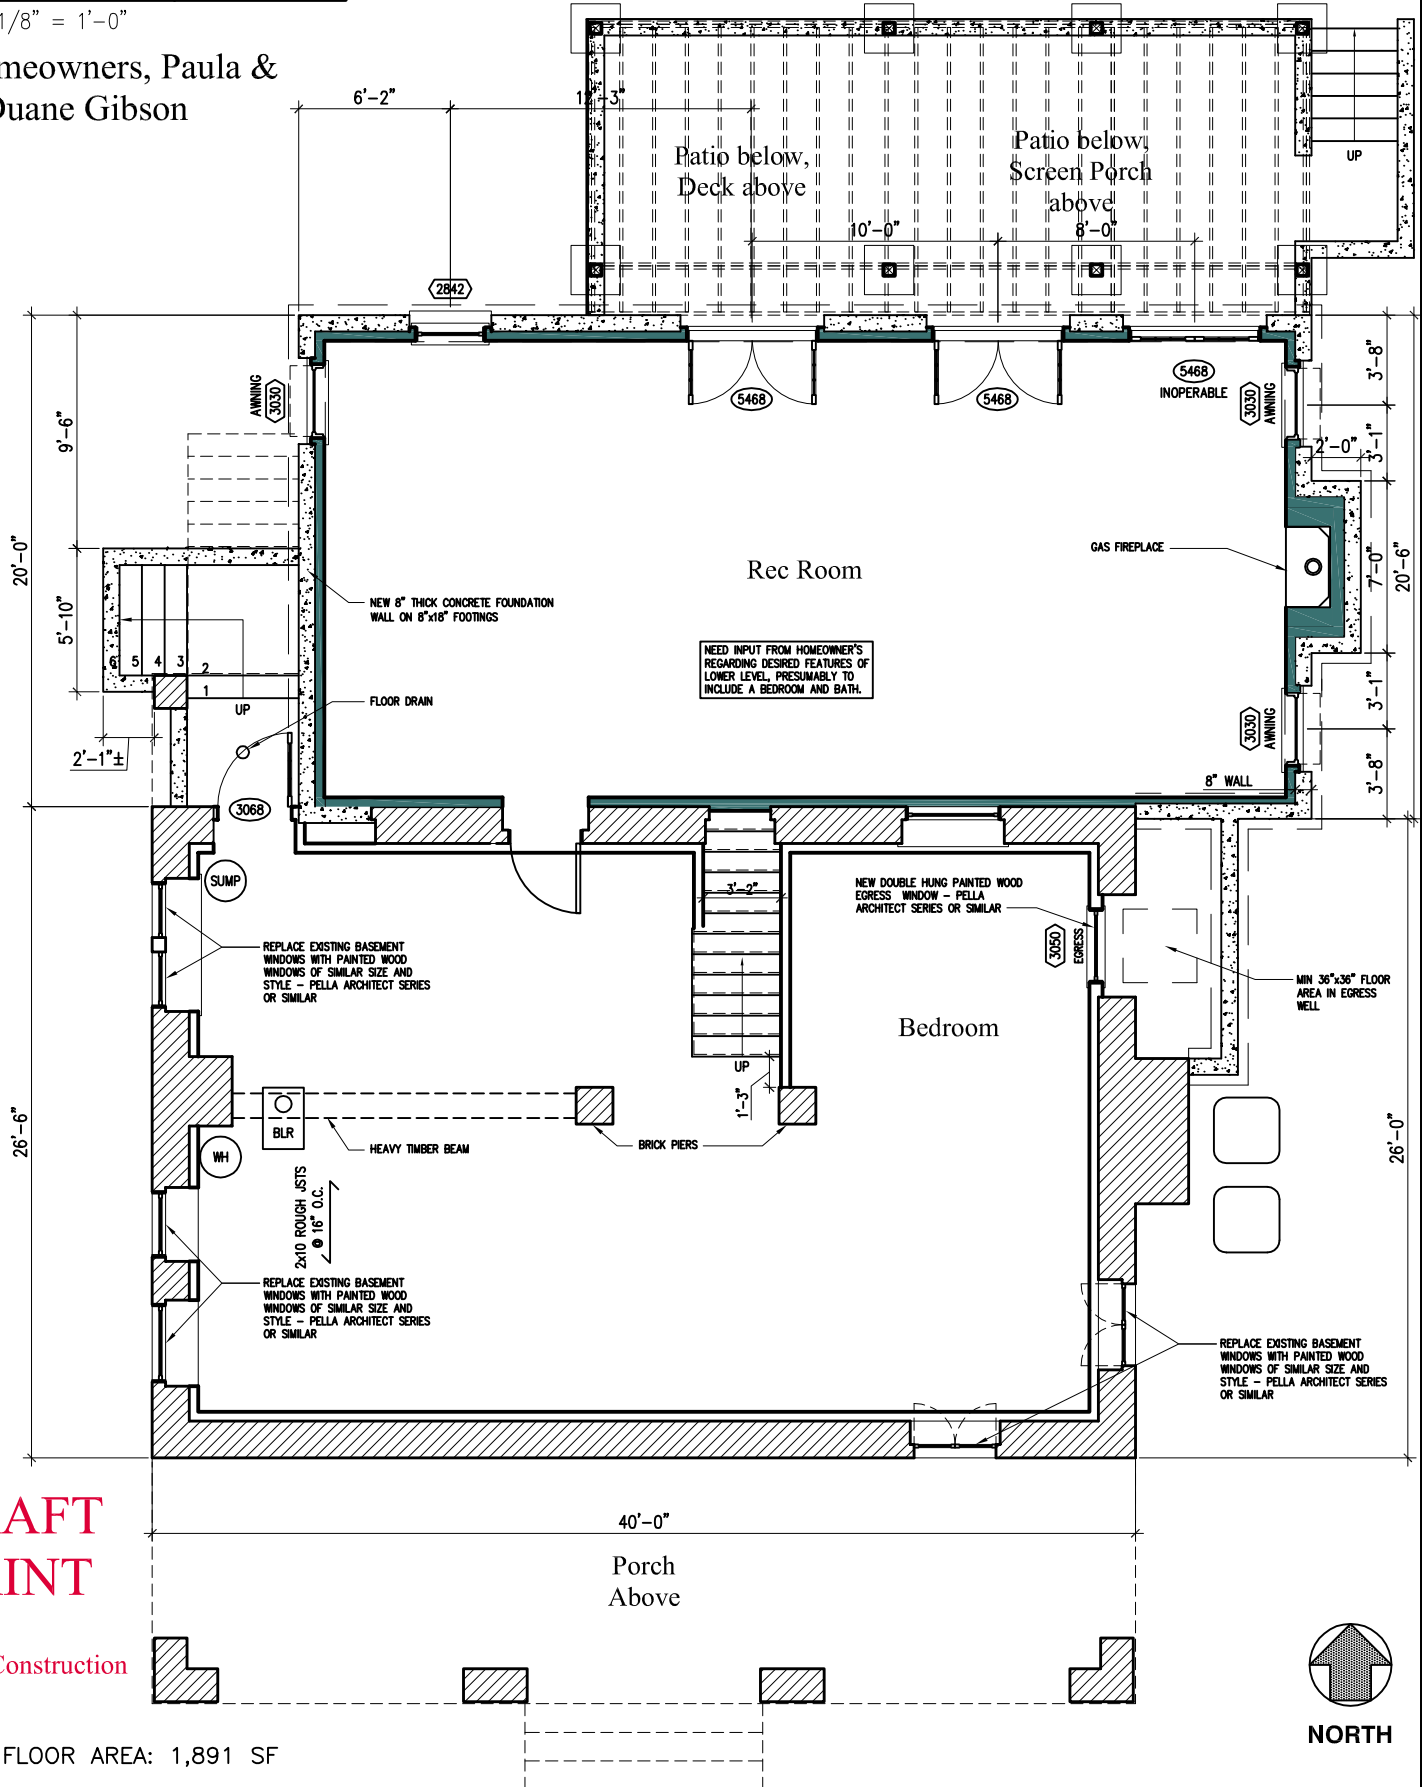 1/8" = 1'-0"
meowners, Paula &
Duane Gibson
6'-2"
12'-3"
Patio below,
Deck above
Patio below,
Screen Porch
above
UP
10'-0"
8'-0"
2842
AWNING
3030
5468
5468
5468
INOPERABLE
3030
AWNING
3'-8"
3'-1"
2'-0"
9'-6"
20'-0"
5'-10"
GAS FIREPLACE
7'-0"
20'-6"
Rec Room
NEW 8" THICK CONCRETE FOUNDATION
WALL ON 8"x18" FOOTINGS
NEED INPUT FROM HOMEOWNER'S
REGARDING DESIRED FEATURES OF
LOWER LEVEL, PRESUMABLY TO
INCLUDE A BEDROOM AND BATH.
6 5 4 3
2
1
UP
FLOOR DRAIN
3'-1"
3030
AWNING
2'-1"±
8" WALL
3'-8"
3068
SUMP
3'-2"
NEW DOUBLE HUNG PAINTED WOOD
EGRESS WINDOW - PELLA
ARCHITECT SERIES OR SIMILAR
3050
EGRESS
REPLACE EXISTING BASEMENT
WINDOWS WITH PAINTED WOOD
WINDOWS OF SIMILAR SIZE AND
STYLE - PELLA ARCHITECT SERIES
OR SIMILAR
MIN 36"x36" FLOOR
AREA IN EGRESS
WELL
Bedroom
UP
1'-3"
26'-6"
BLR
HEAVY TIMBER BEAM
BRICK PIERS
26'-0"
WH
2x10 ROUGH JSTS
@ 16" O.C.
REPLACE EXISTING BASEMENT
WINDOWS WITH PAINTED WOOD
WINDOWS OF SIMILAR SIZE AND
STYLE - PELLA ARCHITECT SERIES
OR SIMILAR
REPLACE EXISTING BASEMENT
WINDOWS WITH PAINTED WOOD
WINDOWS OF SIMILAR SIZE AND
STYLE - PELLA ARCHITECT SERIES
OR SIMILAR
AFT
INT
40'-0"
Porch
Above
Construction
NORTH
FLOOR AREA: 1,891 SF